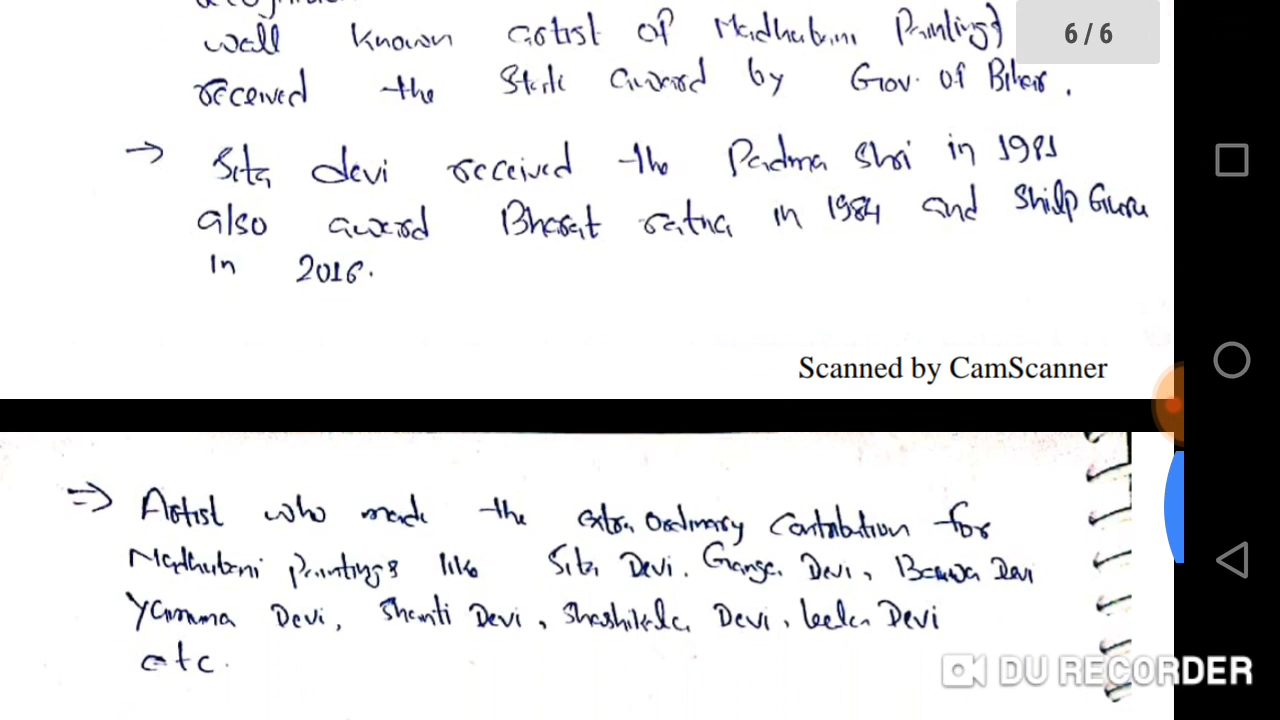 well known artist of Madhubani Paintings
6 / 6
received the State award by Gov. of Bihar.
→ Sita devi received the Padma Shri in 1981
also award Bharat ratna in 1984 and Shilp Guru
in 2016.
Scanned by CamScanner
⇒ Artist who made the extra ordinary contribution for
Madhubani paintings like Sita Devi. Ganga Devi, Bauwa Devi
Yamuna Devi, Shanti Devi, Shashikala Devi, leela Devi
etc.
DU RECORDER